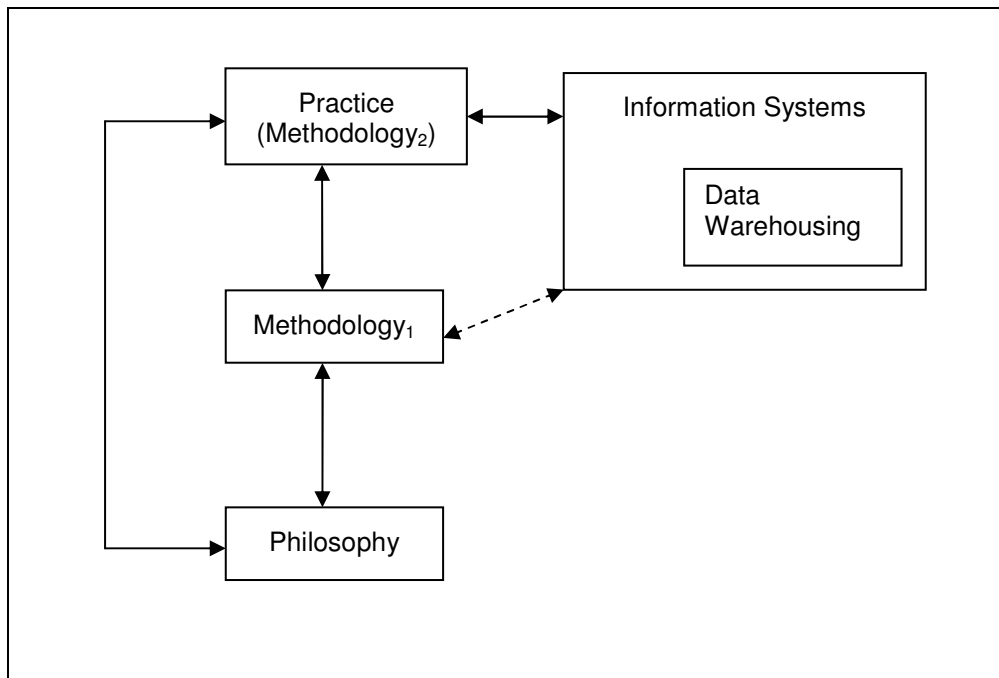 Practice
(Methodology₂)
Information Systems
Data
Warehousing
Methodology₁
Philosophy